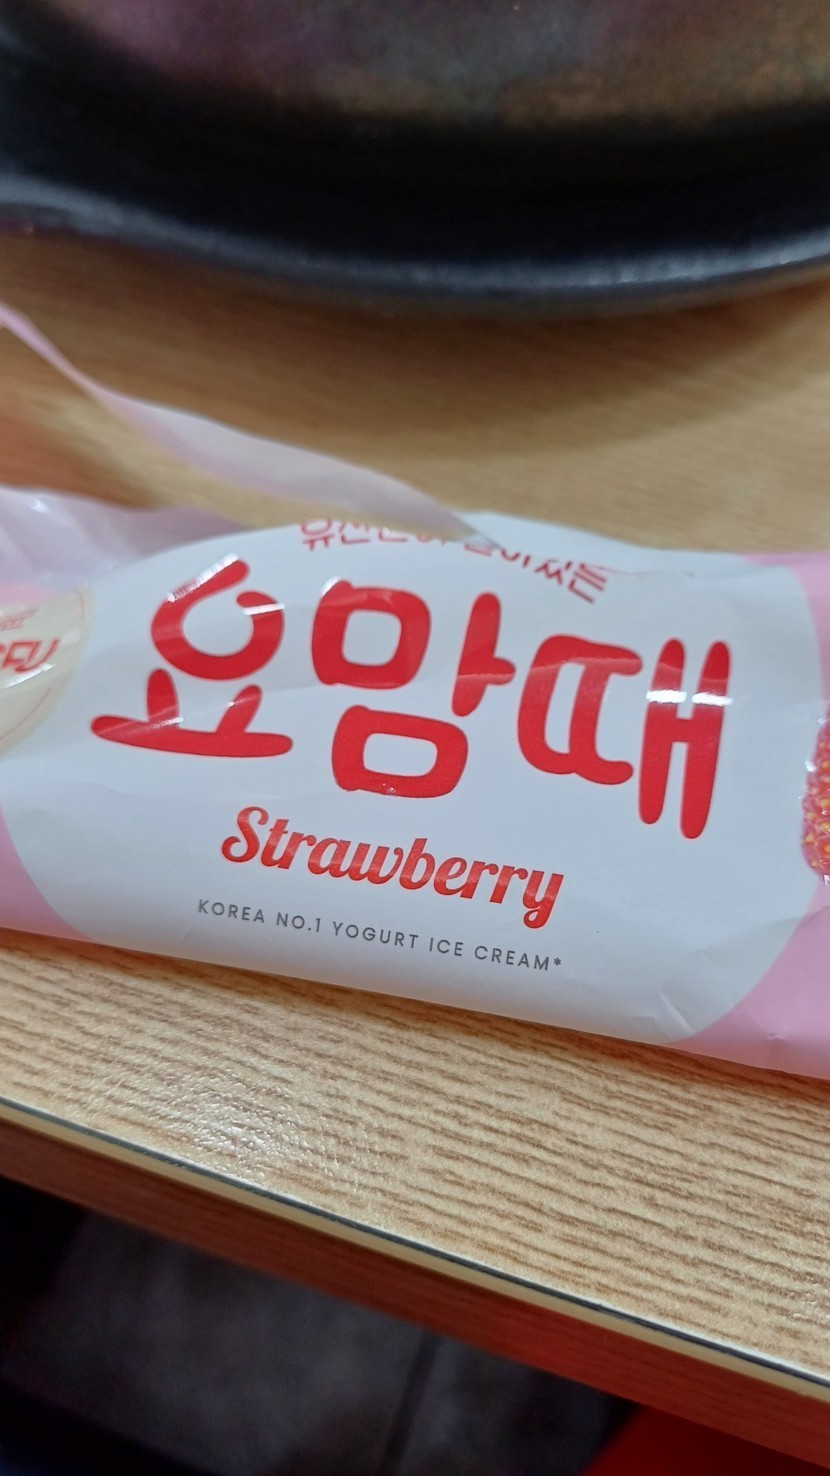 요맘때
Strawberry
KOREA NO.1 YOGURT ICE CREAM*